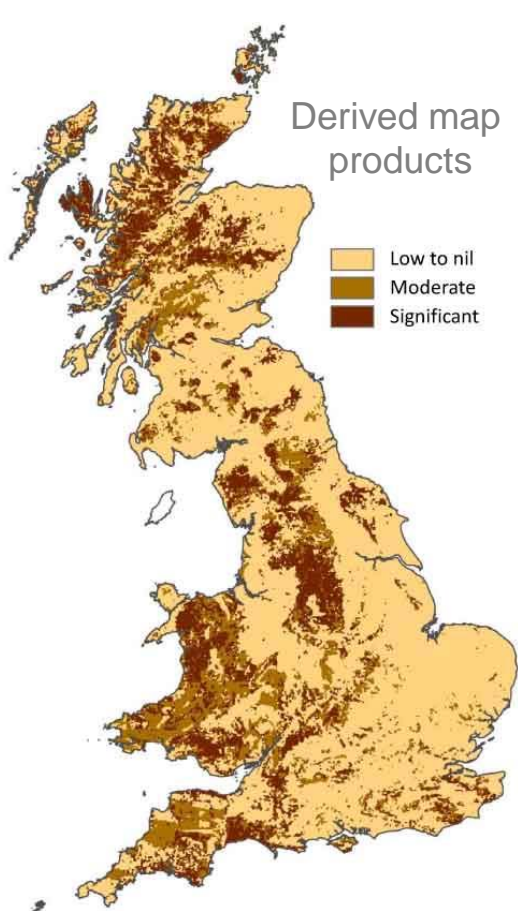 Derived map
products
Low to nil
Moderate
Significant